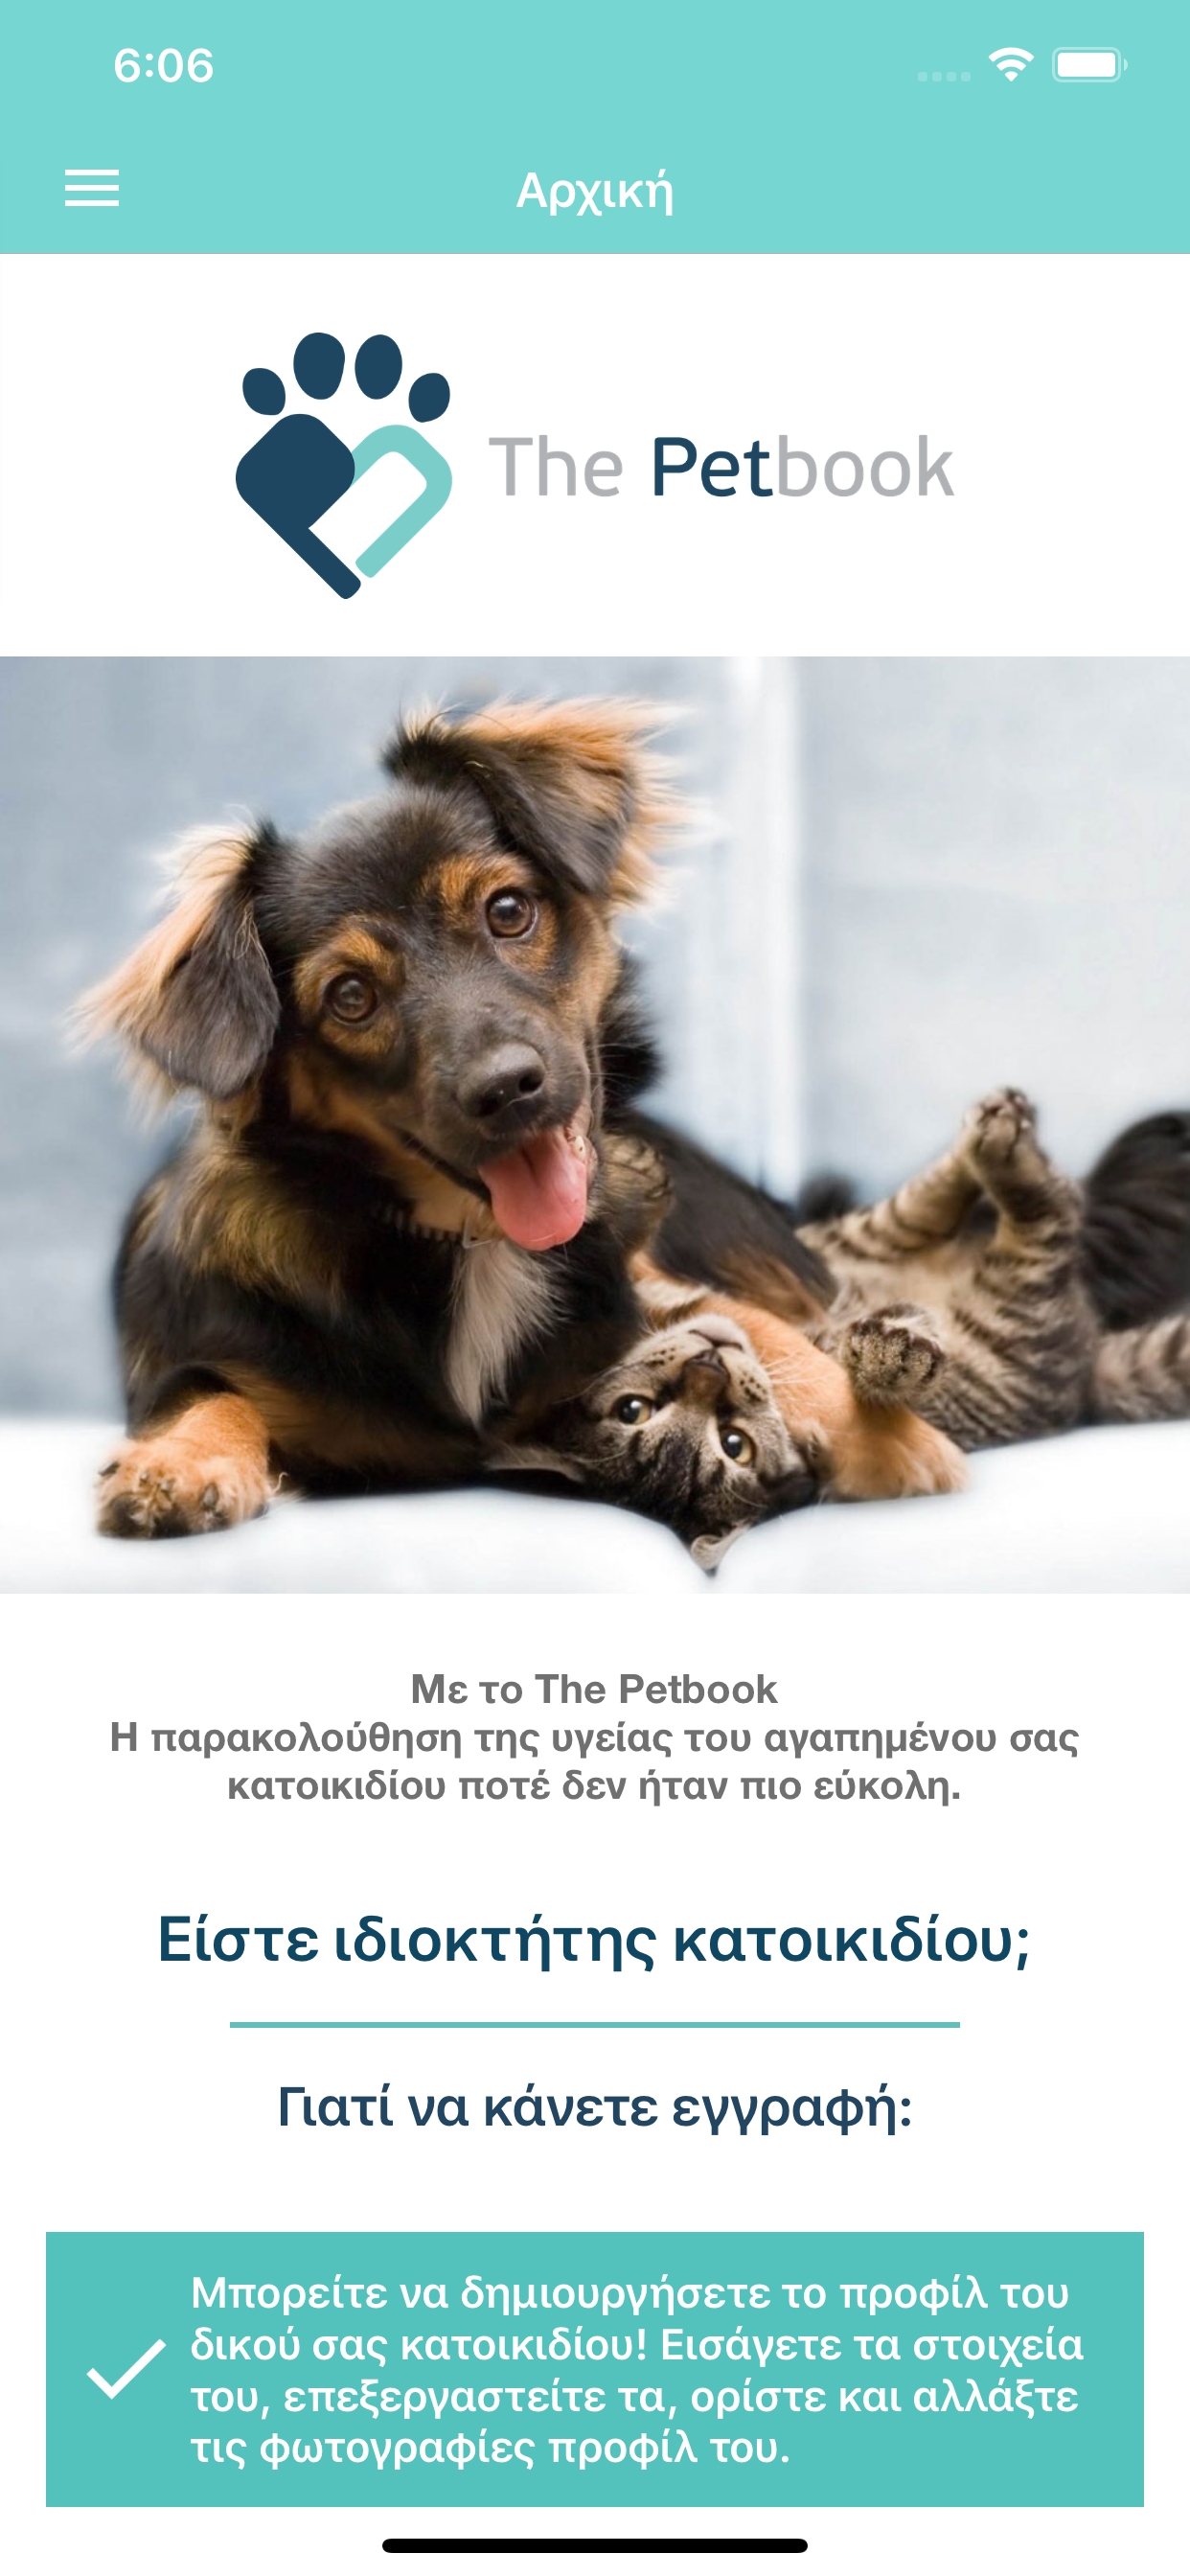 6:06
Αρχική
The Petbook
Με το The Petbook
Η παρακολούθηση της υγείας του αγαπημένου σας
κατοικιδίου ποτέ δεν ήταν πιο εύκολη.
Είστε ιδιοκτήτης κατοικιδίου;
Γιατί να κάνετε εγγραφή:
Μπορείτε να δημιουργήσετε το προφίλ του
δικού σας κατοικιδίου! Εισάγετε τα στοιχεία
του, επεξεργαστείτε τα, ορίστε και αλλάξτε
τις φωτογραφίες προφίλ του.